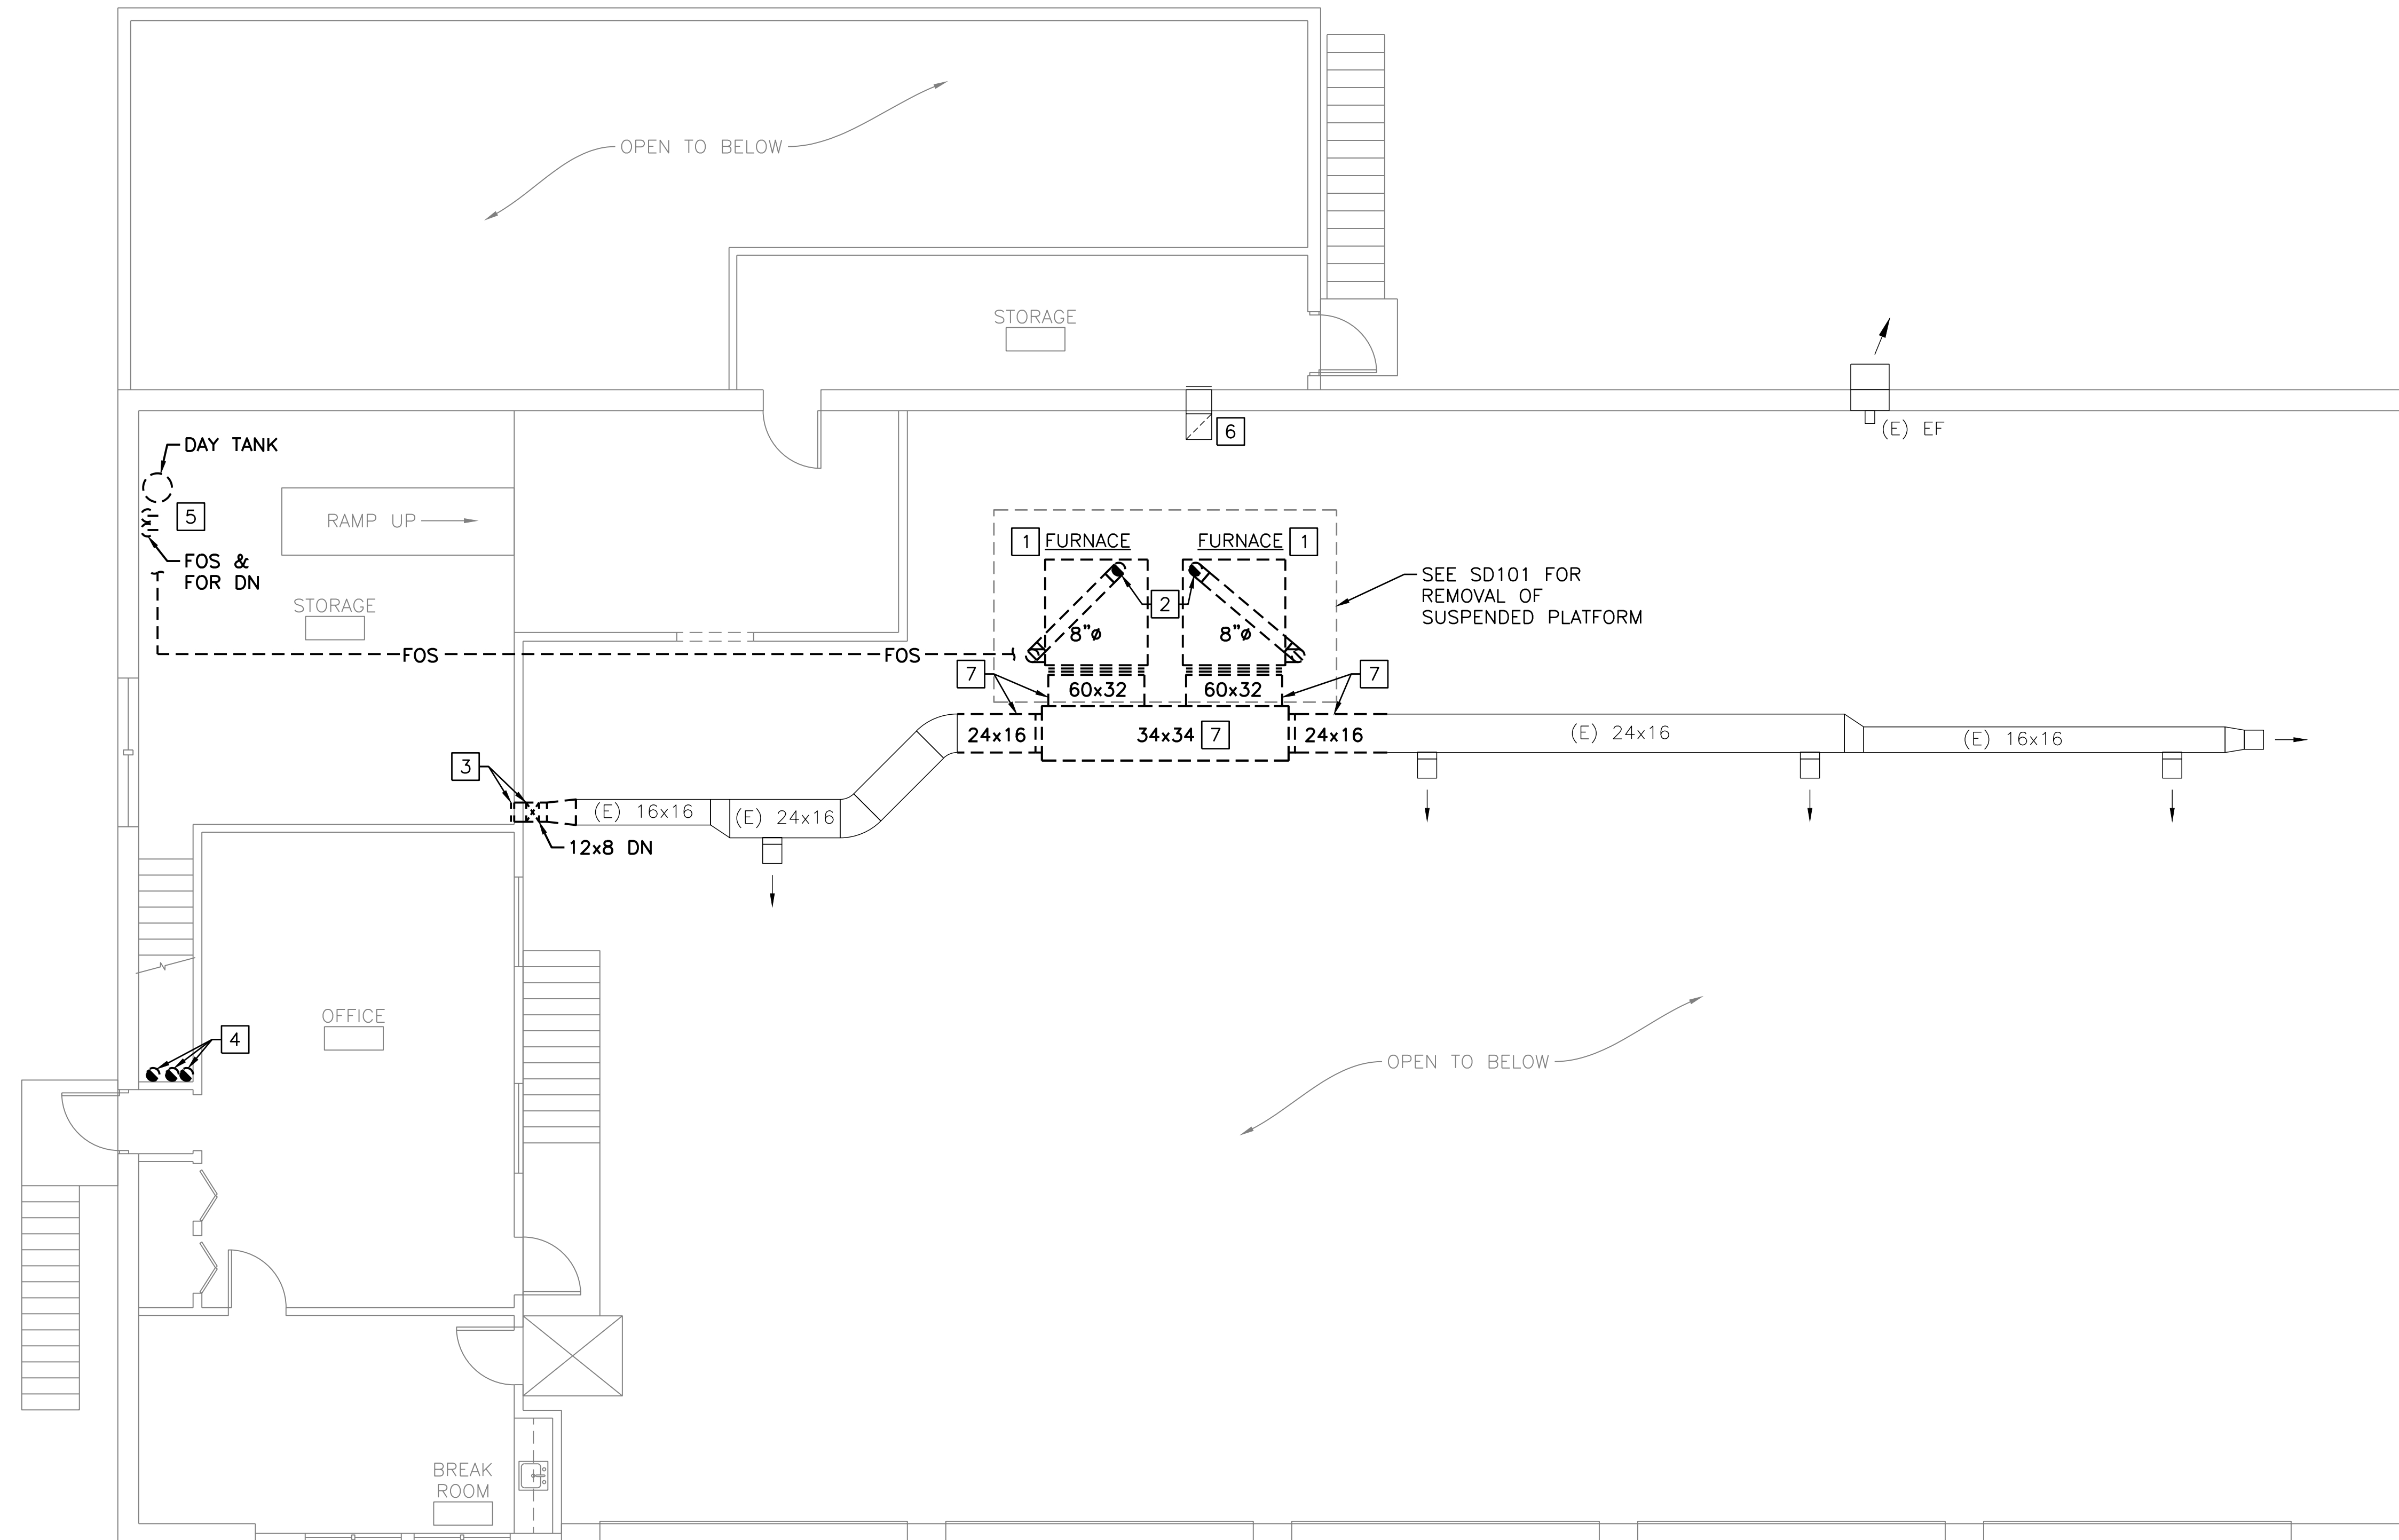 OPEN TO BELOW
STORAGE
(E) EF
6
DAY TANK
5
RAMP UP
FOS &
FOR DN
STORAGE
1 FURNACE
FURNACE 1
2
8"ø
8"ø
SEE SD101 FOR
REMOVAL OF
SUSPENDED PLATFORM
FOS
FOS
7
60x32
60x32
7
24x16
34x34 7
24x16
(E) 24x16
(E) 16x16
3
(E) 16x16
(E) 24x16
12x8 DN
OFFICE
4
OPEN TO BELOW
BREAK
ROOM